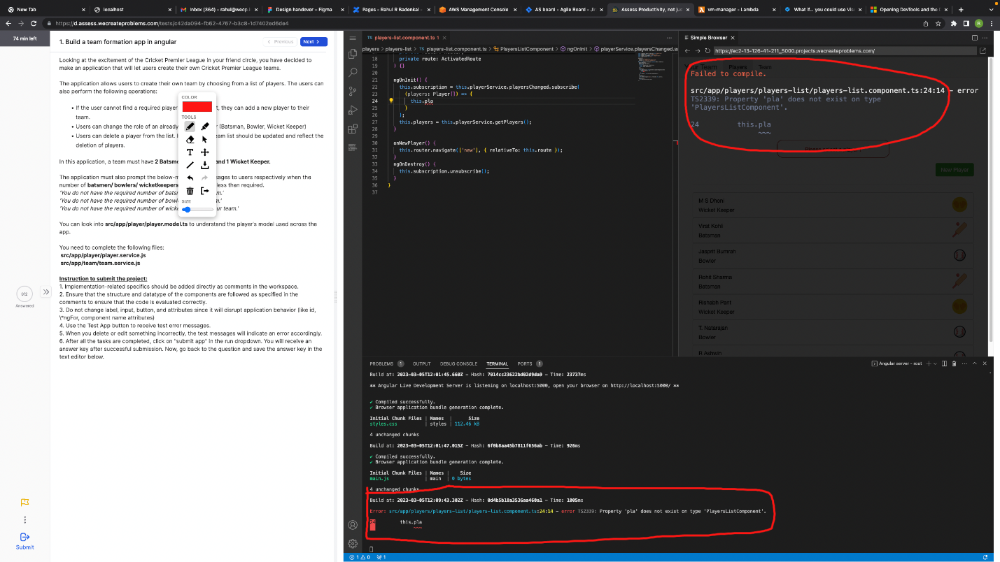 New Tab
localhost
Inbox (364) - rahul@wecp.i
Design handover – Figma
Pages - Rahul R Badenkal -
AWS Management Console
AS board - Agile Board - Ji
Assess Productivity, not jus
vm-manager - Lambda
What if... you could use Vis
Opening DevTools and the D
https://d.assess.wecreateproblems.com/tests/c42da094-fb62-4767-b3c8-1d7402ed6de4
R
74 min left
1. Build a team formation app in angular
Previous
Next
Looking at the excitement of the Cricket Premier League in your friend circle, you have decided to
make an application that will let users create their own Cricket Premier League teams.
The application allows users to create their own team by choosing from a list of players. The users can
also perform the following operations:
If the user cannot find a required player
t, they can add a new player to their
team.
Users can change the role of an already
(Batsman, Bowler, Wicket Keeper)
Users can delete a player from the list.
am list should be updated and reflect the
deletion of players.
In this application, a team must have 2 Batsme
and 1 Wicket Keeper.
The application must also prompt the below-m
sages to users respectively when the
number of batsmen/ bowlers/ wicketkeepers
less than required.
'You do not have the required number of bats
m.'
'You do not have the required number of bowl
m.'
'You do not have the required number of wicke
ur team.'
You can look into src/app/player/player.model.ts to understand the player's model used across the
app.
You need to complete the following files:
src/app/player/player.service.js
src/app/team/team.service.js
Instruction to submit the project:
1. Implementation-related specifics should be added directly as comments in the workspace.
2. Ensure that the structure and datatype of the components are followed as specified in the
comments to ensure that the code is evaluated correctly.
3. Do not change label, input, button, and attributes since it will disrupt application behavior (like id,
\*ngFor, component name attributes)
4. Use the Test App button to receive test error messages.
5. When you delete or edit something incorrectly, the test messages will indicate an error accordingly.
6. After all the tasks are completed, click on "submit app" in the run dropdown. You will receive an
answer key after successful submission. Now, go back to the question and save the answer key in the
text editor below.
0/2
Answered
Submit
COLOR
TOOLS
T
SIZE
TS players-list.component.ts 1
players > players-list > TS players-list.component.ts > PlayersListComponent > ngOnInit > playerService.playersChanged.su
18 private route: ActivatedRoute
19 ) {}
20
21 ngOnInit() {
22 this.subscription = this.playerService.playersChanged.subscribe(
23 (players: Player[]) => {
24 this.pla
25 }
26 );
27 this.players = this.playerService.getPlayers();
28 }
29
30 onNewPlayer() {
31 this.router.navigate(['new'], { relativeTo: this.route });
32 }
33 ngOnDestroy() {
34 this.subscription.unsubscribe();
35 }
36 }
37
Simple Browser
https://ec2-13-126-41-211_5000.projects.wecreateproblems.com/
Team
Players
Team
Failed to compile.
src/app/players/players-list/players-list.component.ts:24:14 - error
TS2339: Property 'pla' does not exist on type
'PlayersListComponent'.
24 this.pla
New Player
M S Dhoni
Wicket Keeper
Virat Kohli
Batsman
Jasprit Bumrah
Bowler
Rohit Sharma
Batsman
Rishabh Pant
Wicket Keeper
T. Natarajan
Bowler
R Ashwin
PROBLEMS 1 OUTPUT DEBUG CONSOLE TERMINAL PORTS 1
Angular server - root
Build at: 2023-03-05T12:01:45.660Z - Hash: 7014cc23622bd02d9da9 - Time: 23737ms
** Angular Live Development Server is listening on localhost:5000, open your browser on http://localhost:5000/ **
✔ Compiled successfully.
✔ Browser application bundle generation complete.
Initial Chunk Files | Names | Size
styles.css | styles | 112.46 kB
4 unchanged chunks
Build at: 2023-03-05T12:01:47.015Z - Hash: 6f0b8aa45b7811f656ab - Time: 926ms
✔ Compiled successfully.
✔ Browser application bundle generation complete.
Initial Chunk Files | Names | Size
main.js | main | 0 bytes
4 unchanged chunks
Build at: 2023-03-05T12:09:43.302Z - Hash: 0d4b5b18a3536aa460a1 - Time: 1005ms
Error: src/app/players/players-list/players-list.component.ts:24:14 - error TS2339: Property 'pla' does not exist on type 'PlayersListComponent'.
24 this.pla
1 0 1